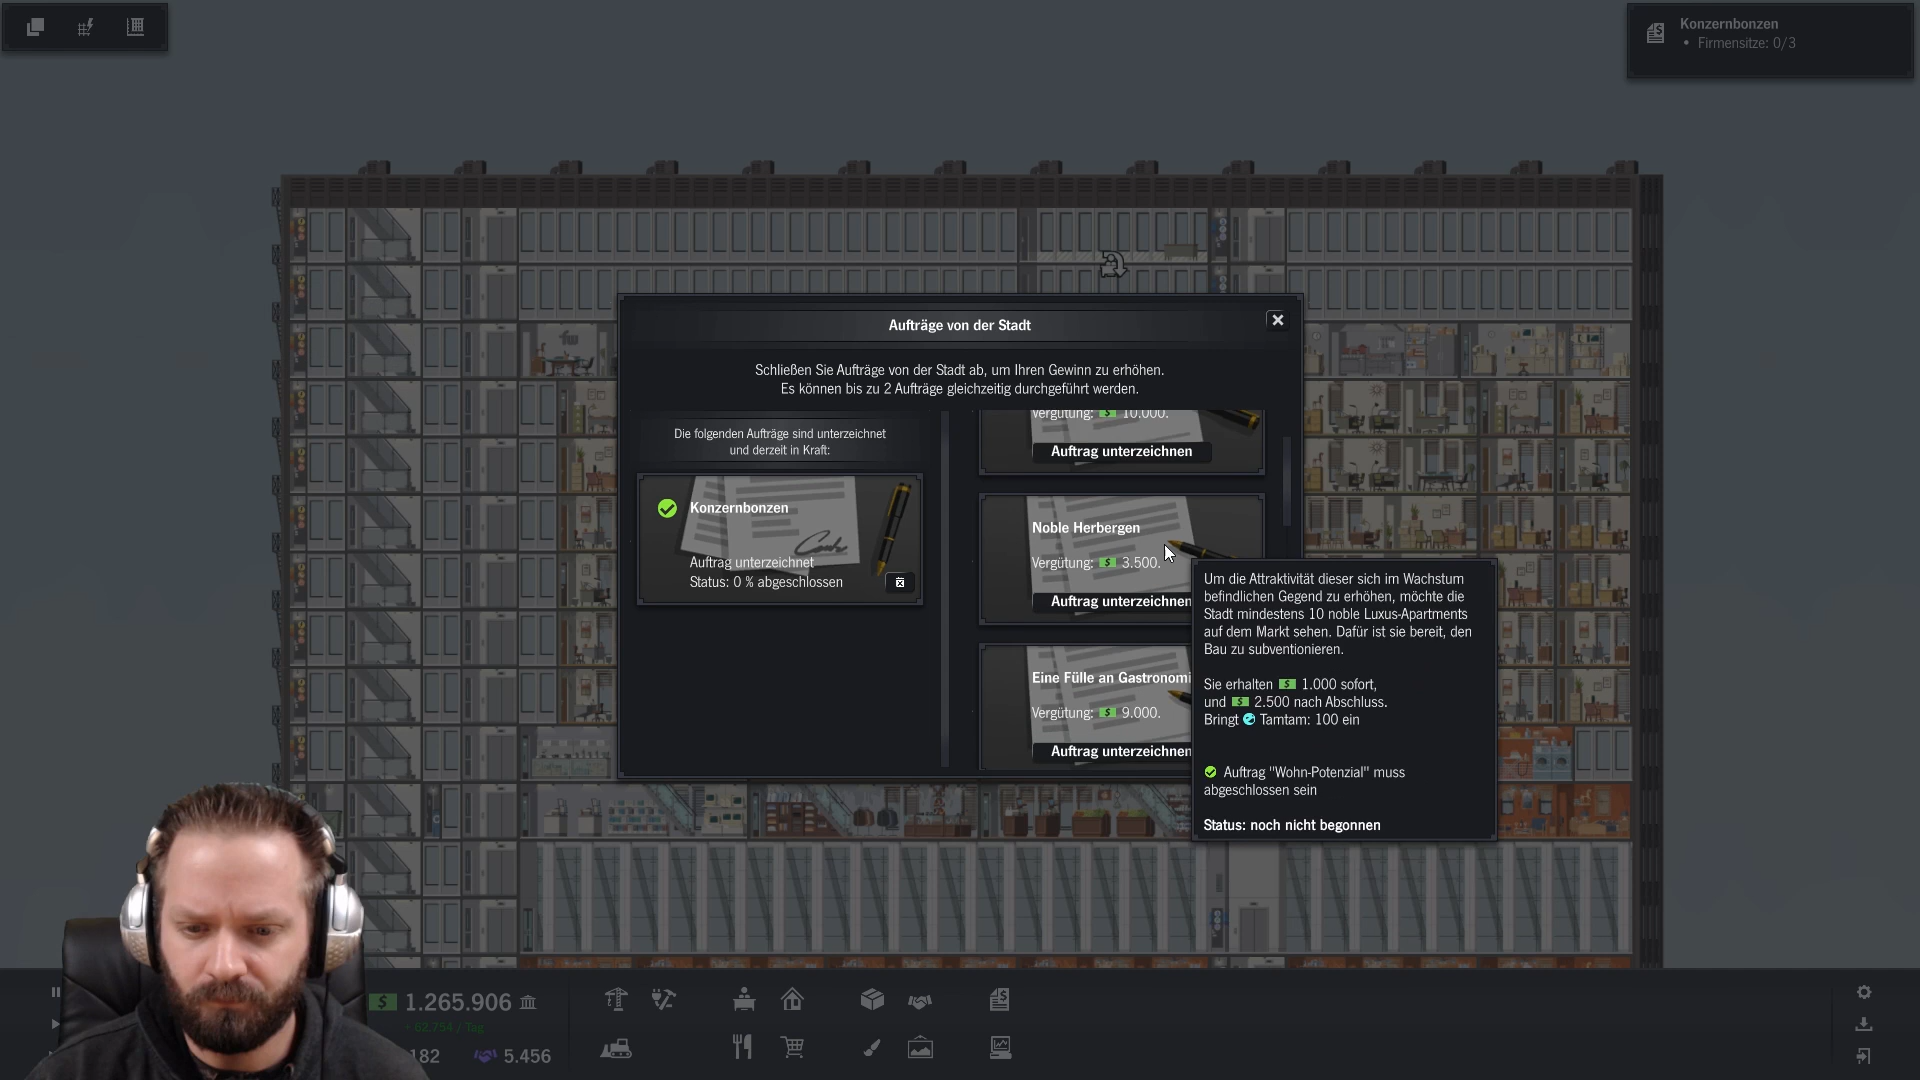 Konzernbonzen
• Firmensitze: 0/3
Aufträge von der Stadt
Schließen Sie Aufträge von der Stadt ab, um Ihren Gewinn zu erhöhen.
Es können bis zu 2 Aufträge gleichzeitig durchgeführt werden.
Die folgenden Aufträge sind unterzeichnet
und derzeit in Kraft:
Konzernbonzen
Auftrag unterzeichnet
Status: 0 % abgeschlossen
Vergütung: $ 10.000.
Auftrag unterzeichnen
Noble Herbergen
Vergütung: $ 3.500.
Auftrag unterzeichnen
Eine Fülle an Gastronomi
Vergütung: $ 9.000.
Auftrag unterzeichnen
Um die Attraktivität dieser sich im Wachstum
befindlichen Gegend zu erhöhen, möchte die
Stadt mindestens 10 noble Luxus-Apartments
auf dem Markt sehen. Dafür ist sie bereit, den
Bau zu subventionieren.
Sie erhalten $ 1.000 sofort,
und $ 2.500 nach Abschluss.
Bringt Tamtam: 100 ein
Auftrag "Wohn-Potenzial" muss
abgeschlossen sein
Status: noch nicht begonnen
$ 1.265.906
+ 62.754 / Tag
182 5.456